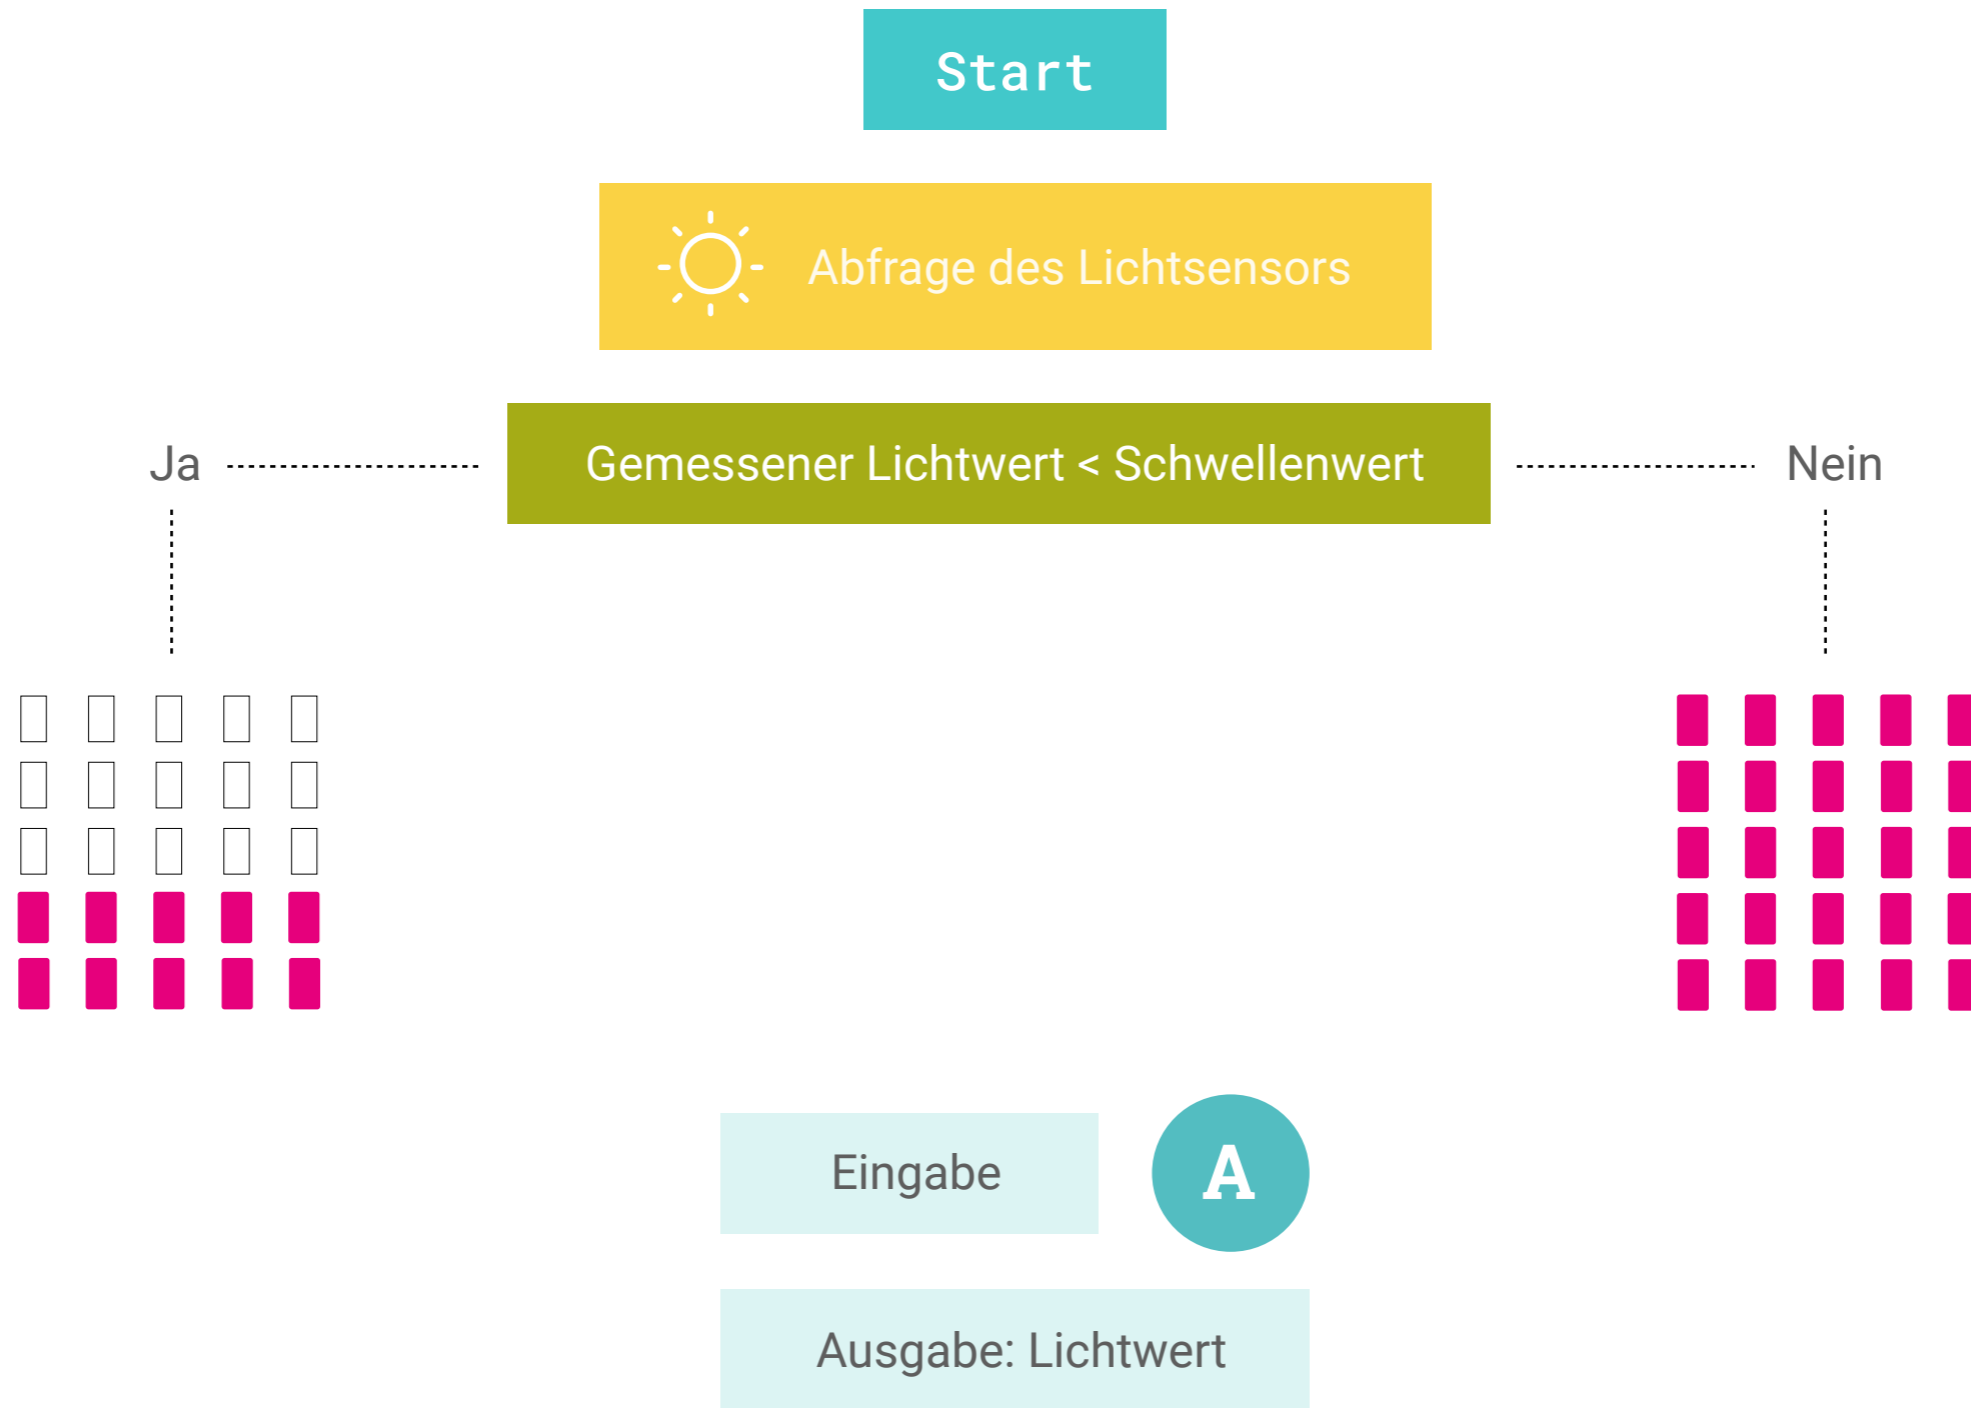 Start
Abfrage des Lichtsensors
Ja
Gemessener Lichtwert < Schwellenwert
Nein
Eingabe
A
Ausgabe: Lichtwert